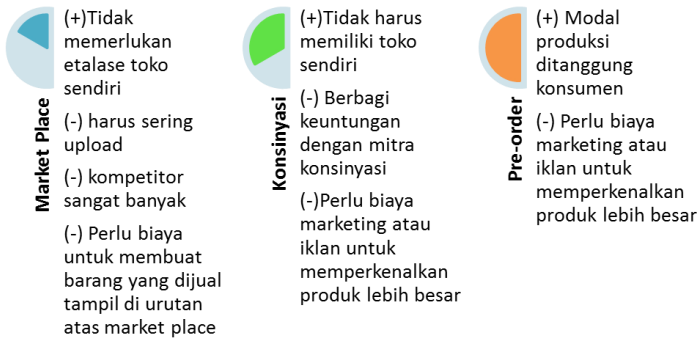 Market Place
(+)Tidak
memerlukan
etalase toko
sendiri
(-) harus sering
upload
(-) kompetitor
sangat banyak
(-) Perlu biaya
untuk membuat
barang yang dijual
tampil di urutan
atas market place
Konsinyasi
(+)Tidak harus
memiliki toko
sendiri
(-) Berbagi
keuntungan
dengan mitra
konsinyasi
(-)Perlu biaya
marketing atau
iklan untuk
memperkenalkan
produk lebih besar
Pre-order
(+) Modal
produksi
ditanggung
konsumen
(-) Perlu biaya
marketing atau
iklan untuk
memperkenalkan
produk lebih besar